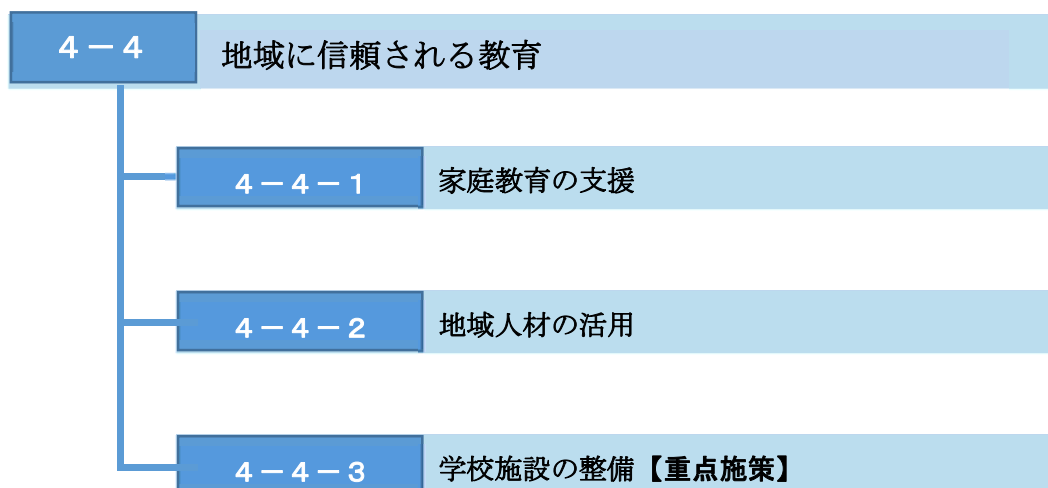 ４－４ 地域に信頼される教育
４－４－１ 家庭教育の支援
４－４－２ 地域人材の活用
４－４－３ 学校施設の整備【重点施策】